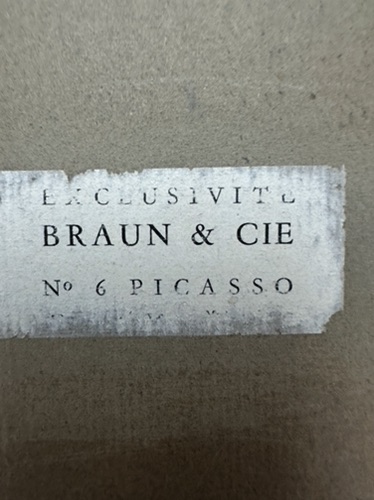 EXCLUSIVITE
BRAUN & CIE
Nº 6 PICASSO